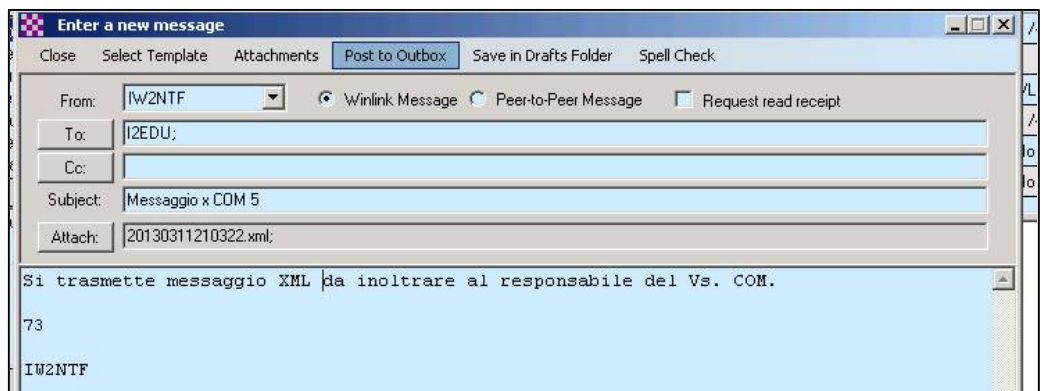 Enter a new message
Close Select Template Attachments Post to Outbox Save in Drafts Folder Spell Check
From: IW2NTF Winlink Message Peer-to-Peer Message Request read receipt
To: I2EDU;
Cc:
Subject: Messaggio x COM 5
Attach: 20130311210322.xml;
Si trasmette messaggio XML da inoltrare al responsabile del Vs. COM.
73
IW2NTF